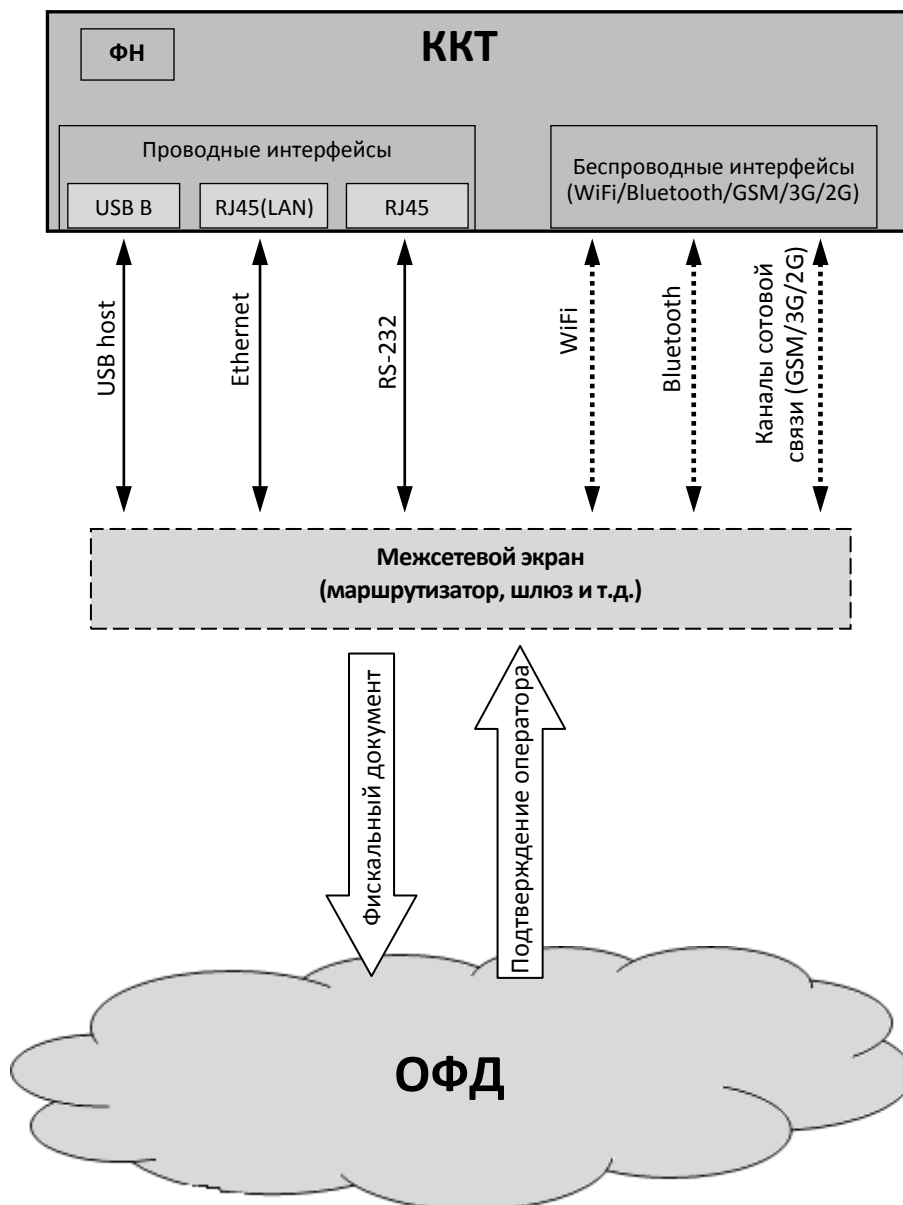 ФН
ККТ
Проводные интерфейсы
USB B
RJ45(LAN)
RJ45
Беспроводные интерфейсы
(WiFi/Bluetooth/GSM/3G/2G)
USB host
Ethernet
RS-232
WiFi
Bluetooth
Каналы сотовой
связи (GSM/3G/2G)
Межсетевой экран
(маршрутизатор, шлюз и т.д.)
Фискальный документ
Подтверждение оператора
ОФД